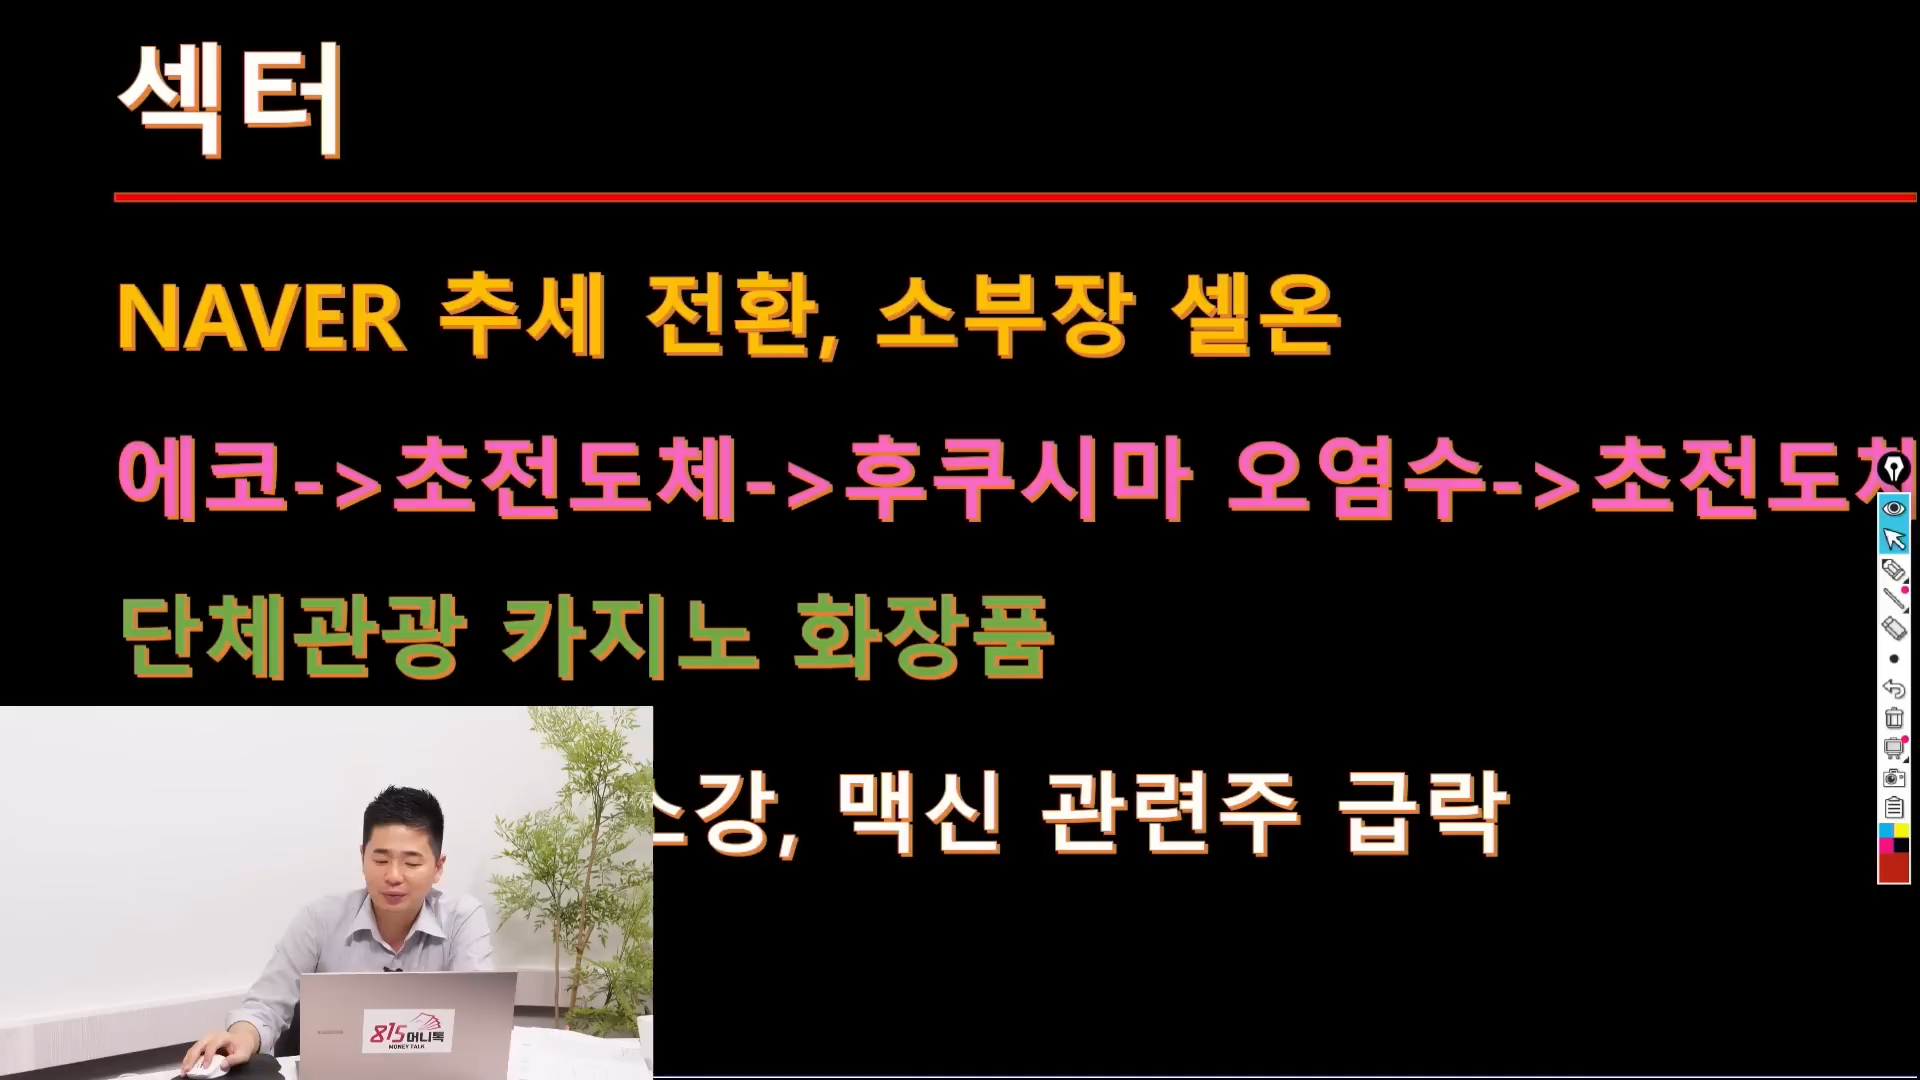 섹터
NAVER 추세 전환, 소부장 셀온
에코->초전도체->후쿠시마 오염수->초전도체
단체관광 카지노 화장품
강, 맥신 관련주 급락
815머니톡
MONEY TALK